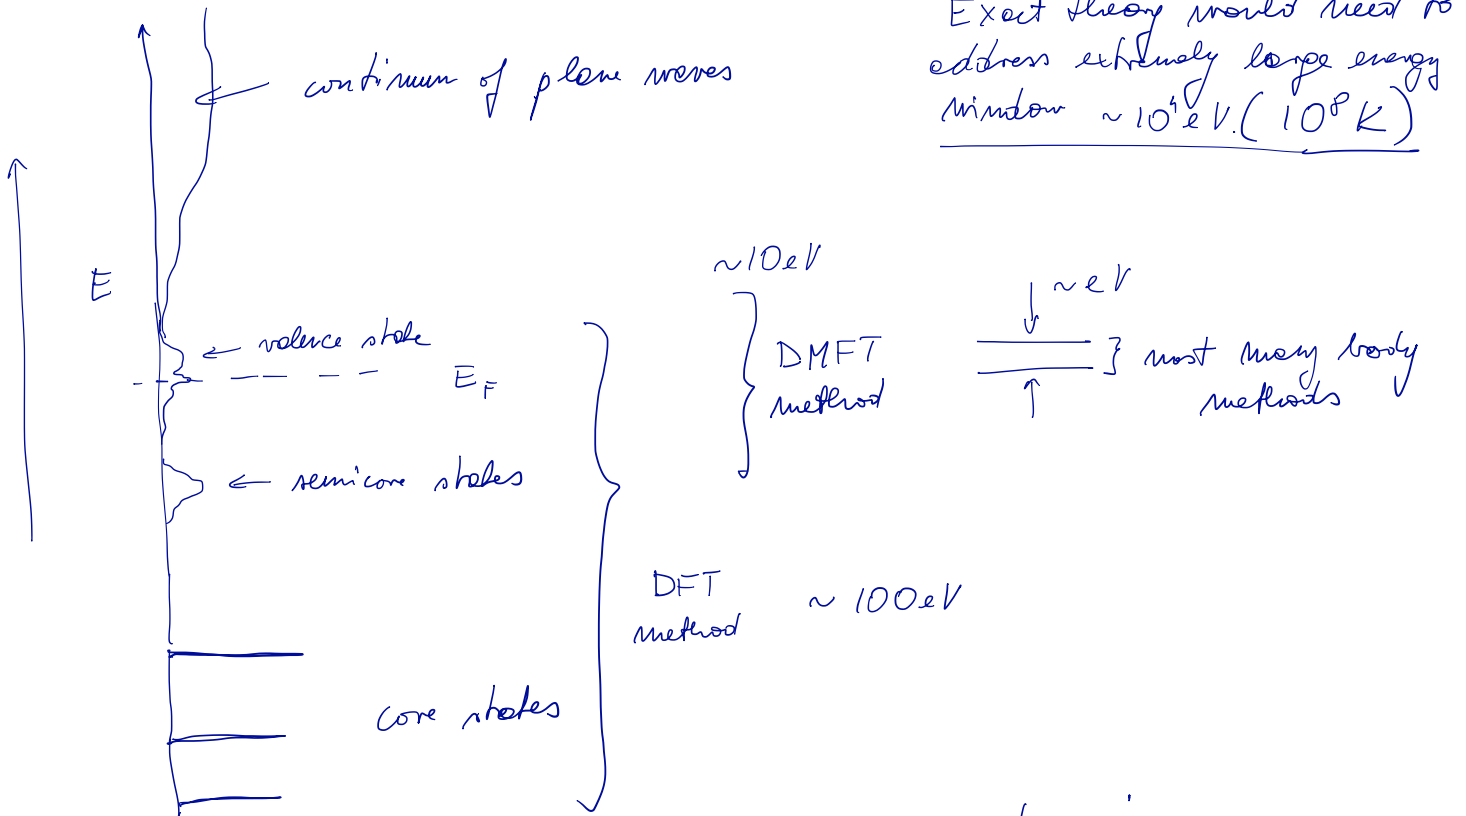 Exact theory would need to
address extremely large energy
window ~10⁴eV.(10⁸K)
continuum of plane waves
E
~10eV
~eV
valence state
E_F
DMFT
method
} most many body
methods
semicore states
DFT
method
~ 100eV
core states